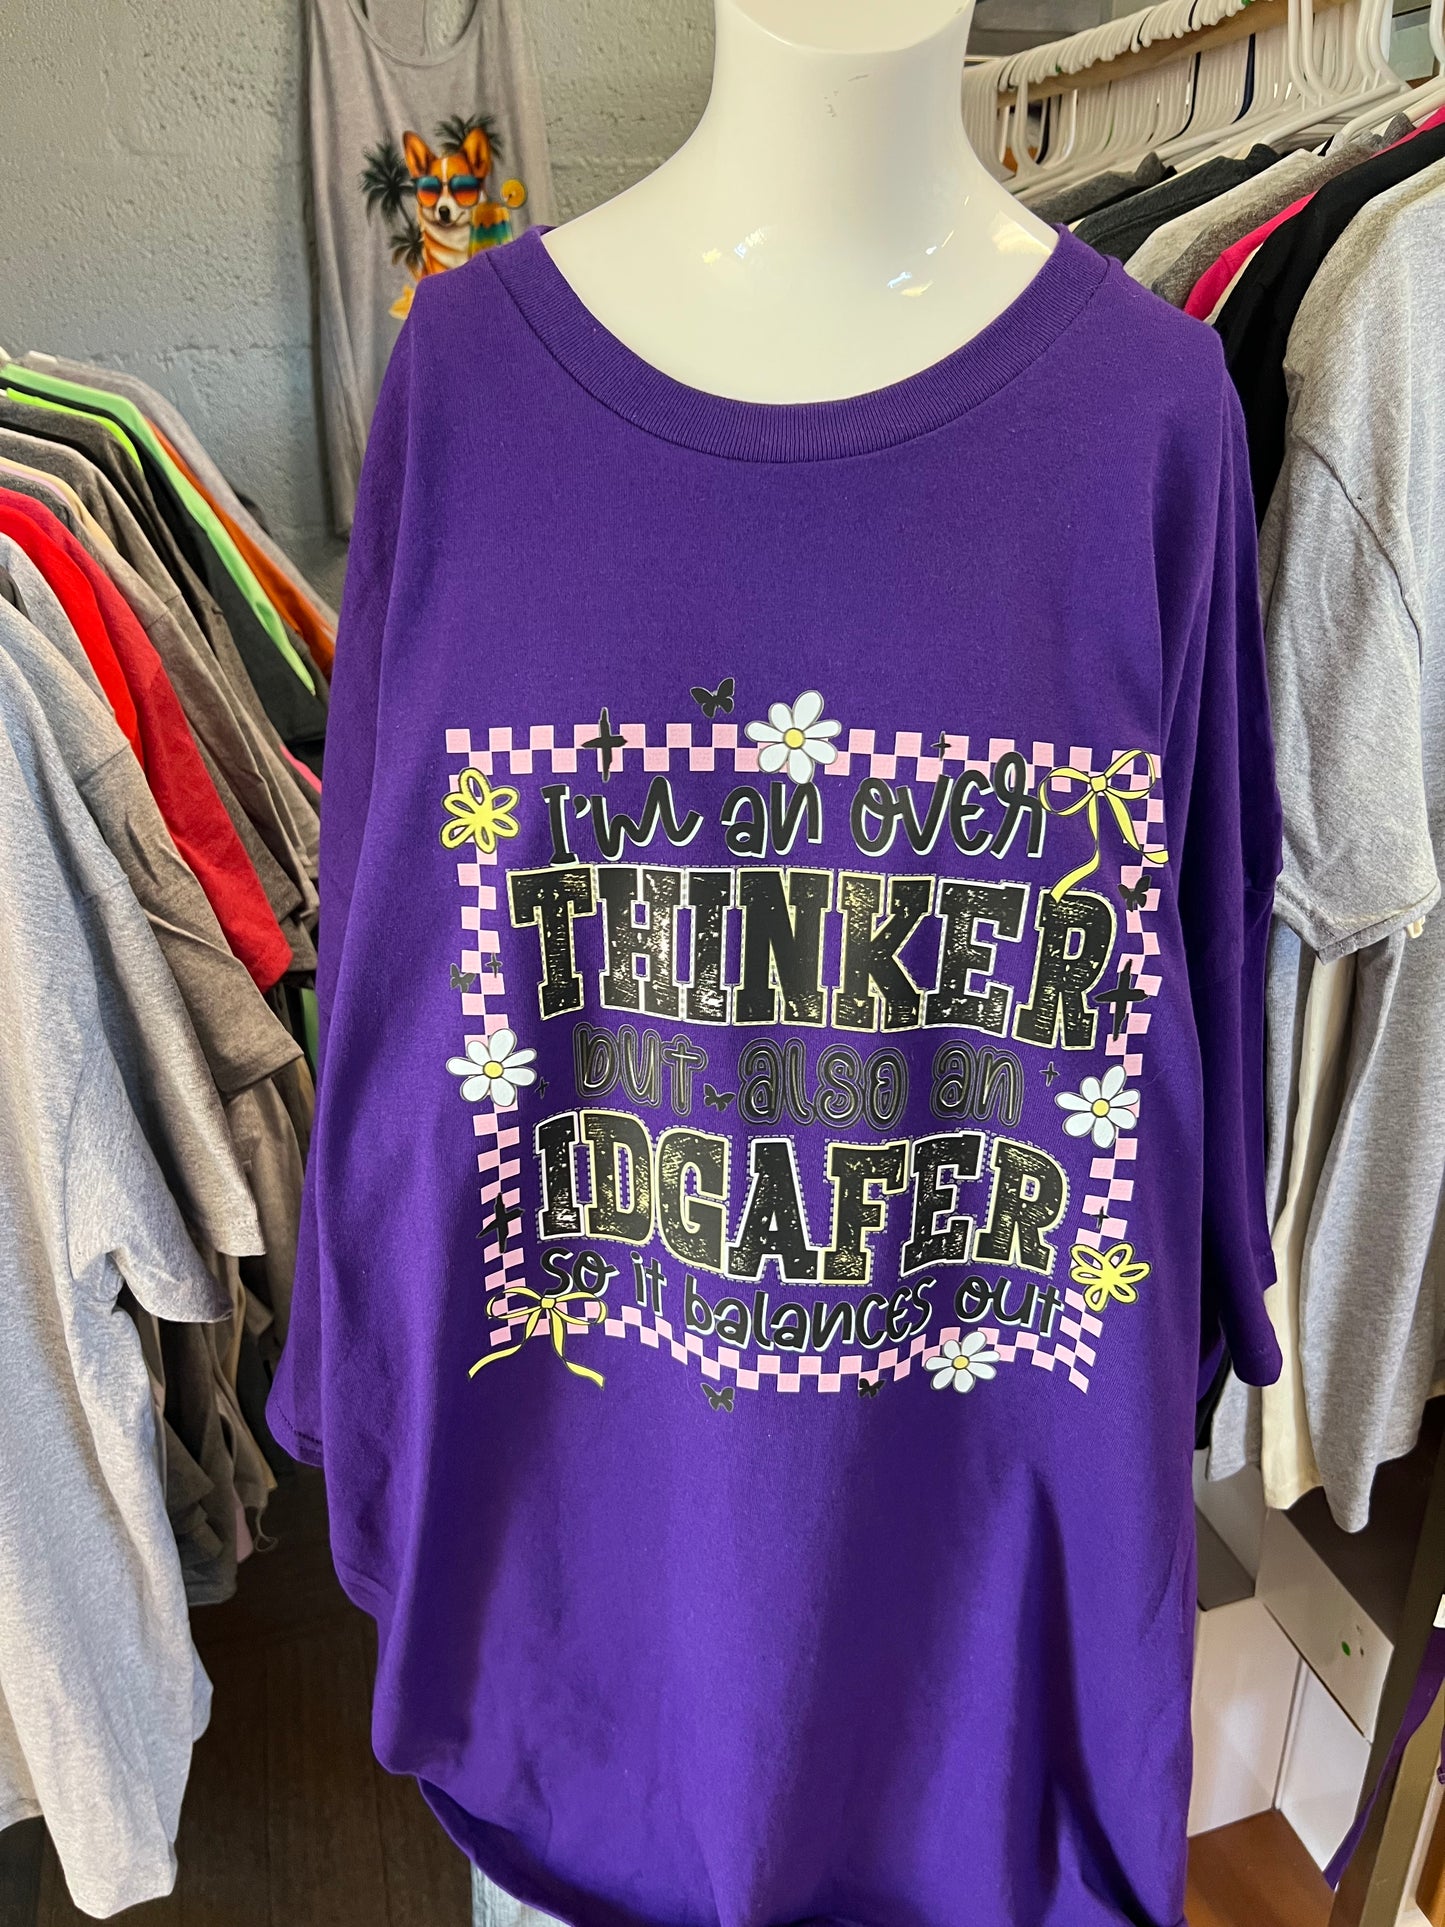 I'm an over
THINKER
but also an
IDGAFER
so it balances out